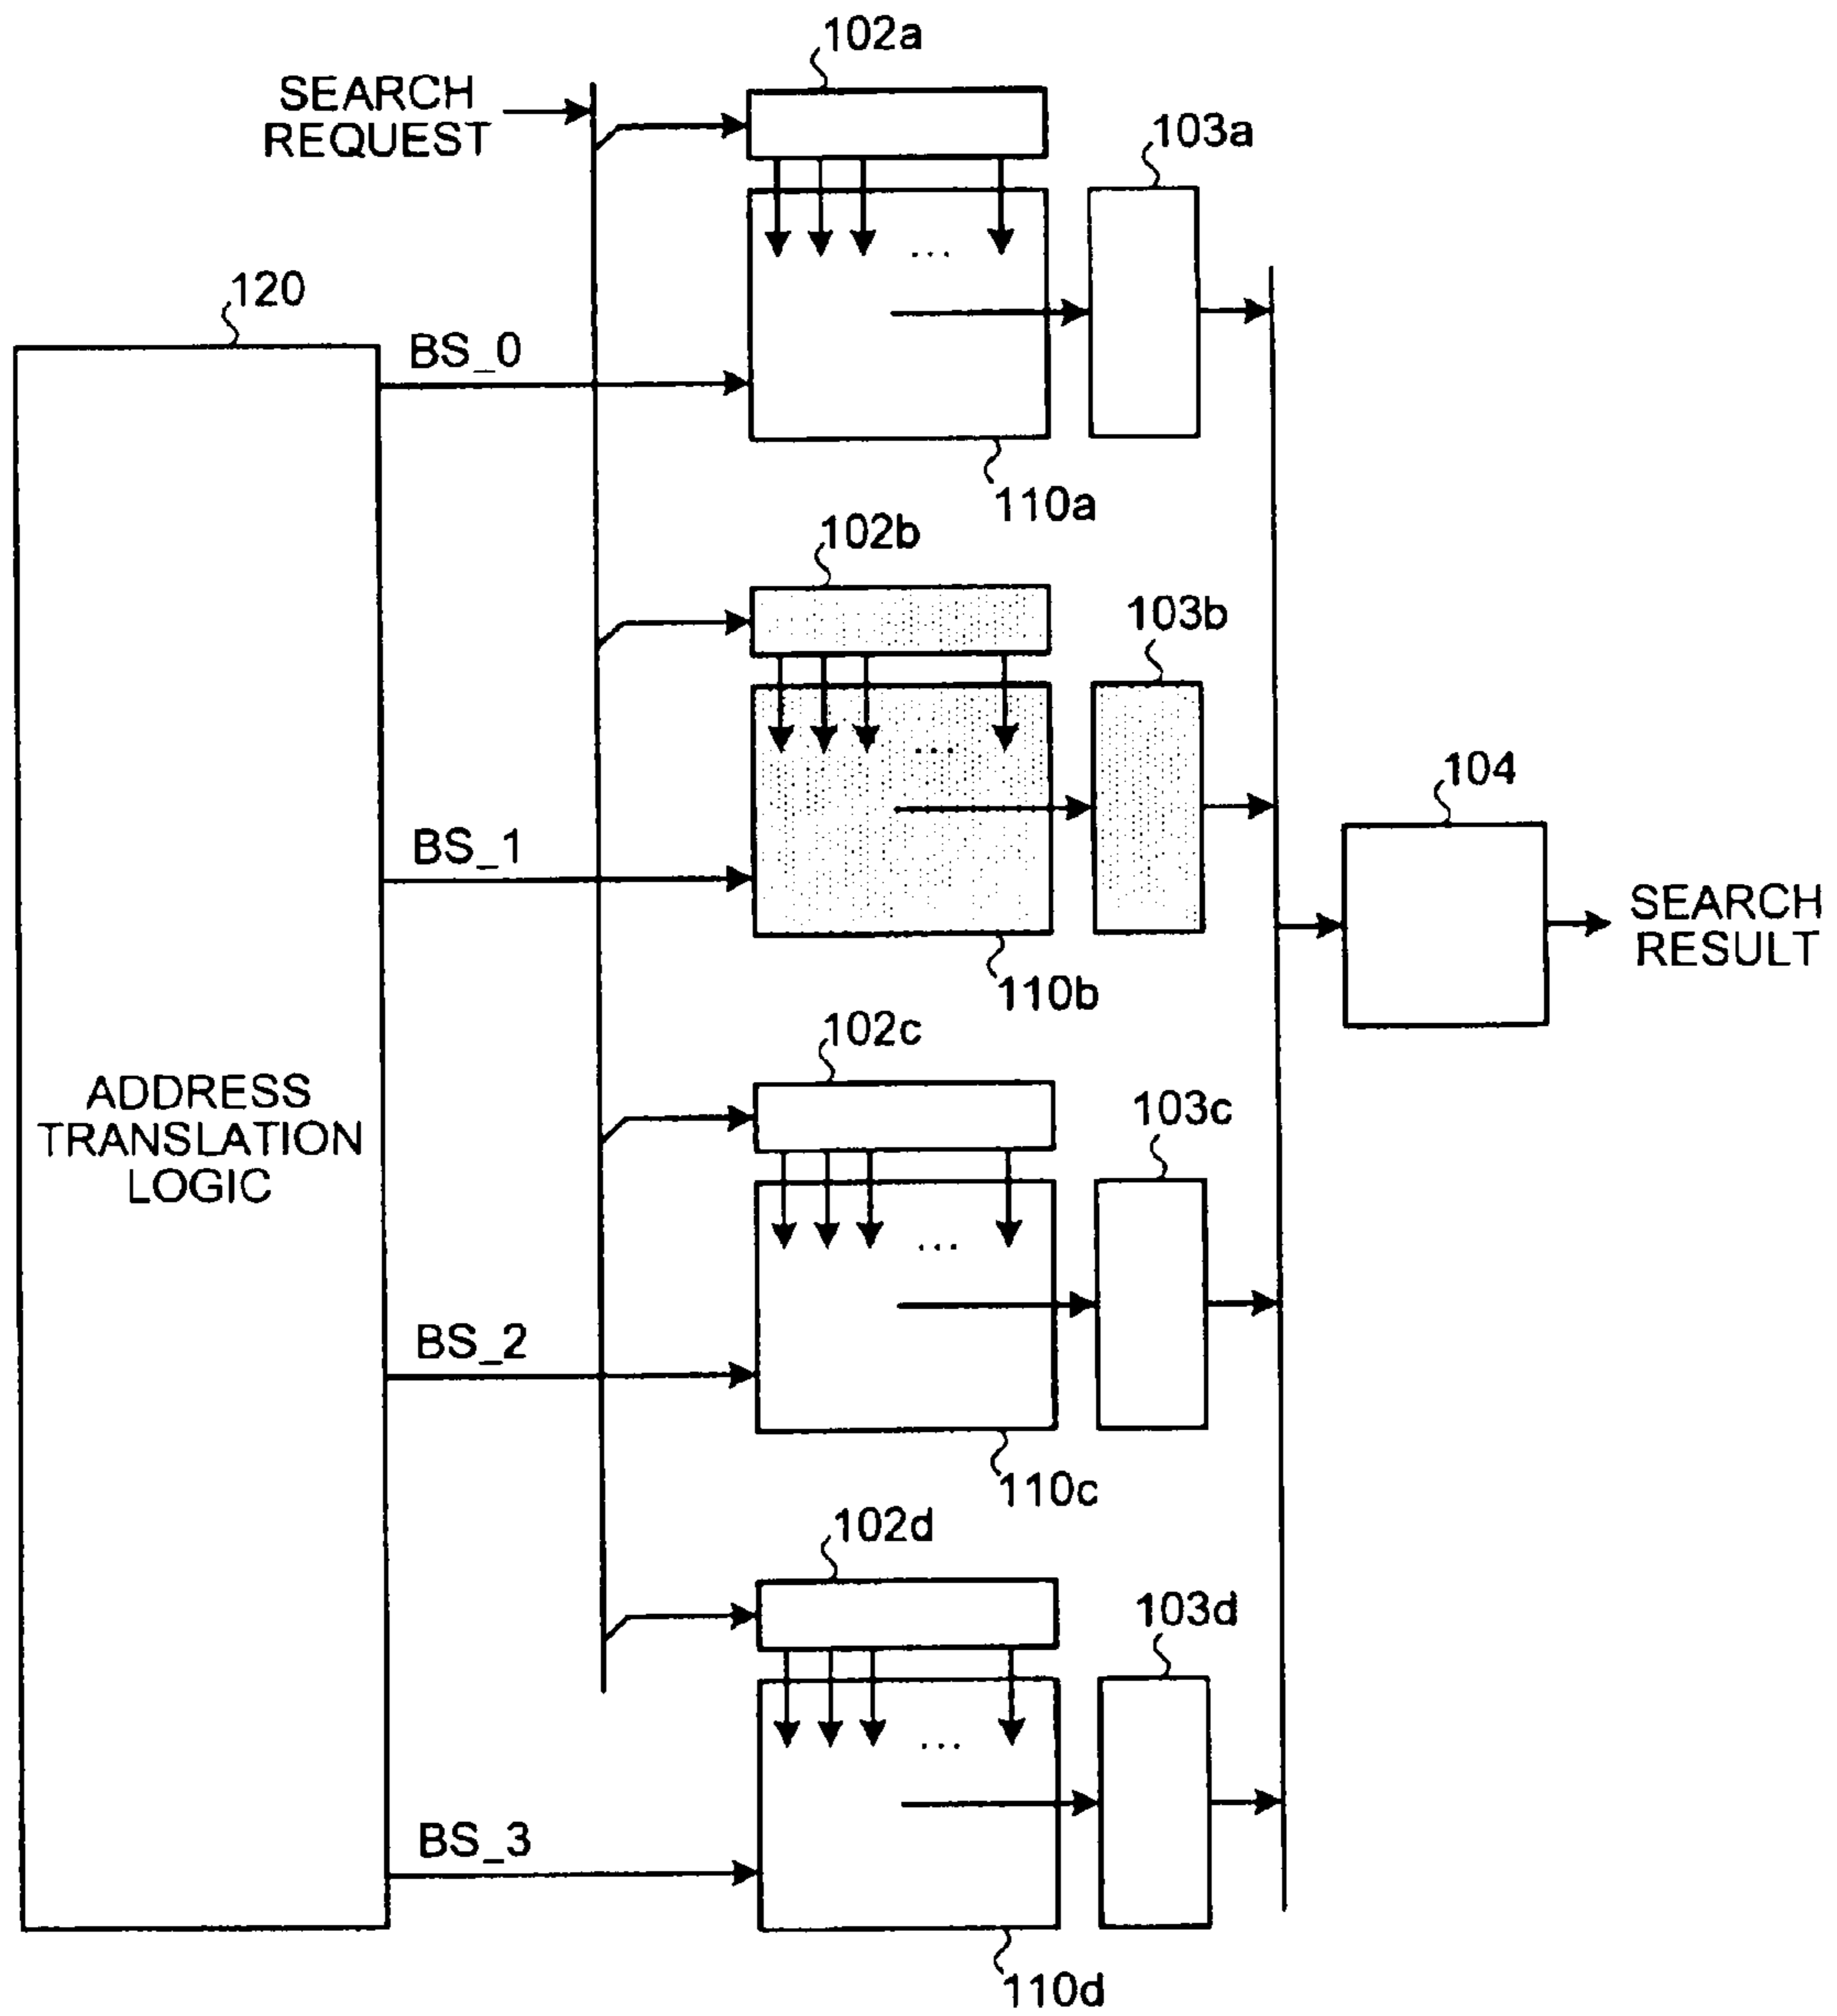 102a
SEARCH
REQUEST
103a
120
BS_0
...
110a
102b
103b
...
BS_1
104
SEARCH
RESULT
110b
102c
ADDRESS
TRANSLATION
LOGIC
103c
...
BS_2
110c
102d
103d
...
BS_3
110d